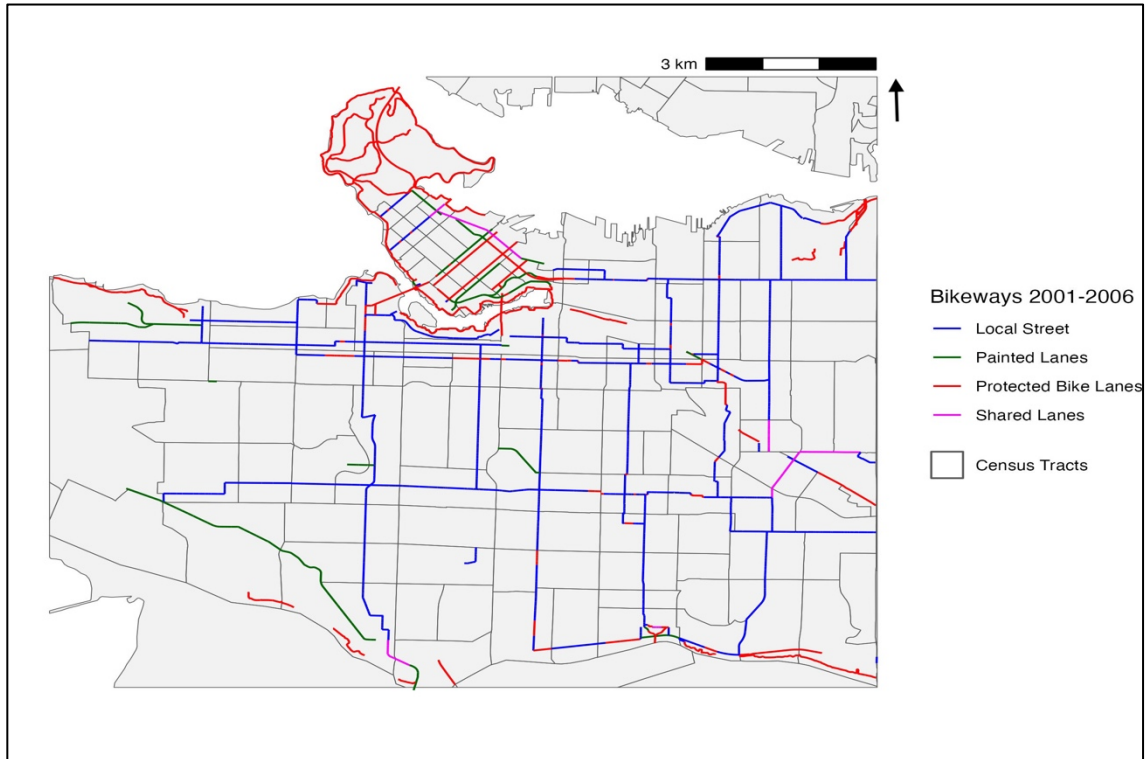 3 km
Bikeways 2001-2006
Local Street
Painted Lanes
Protected Bike Lanes
Shared Lanes
Census Tracts